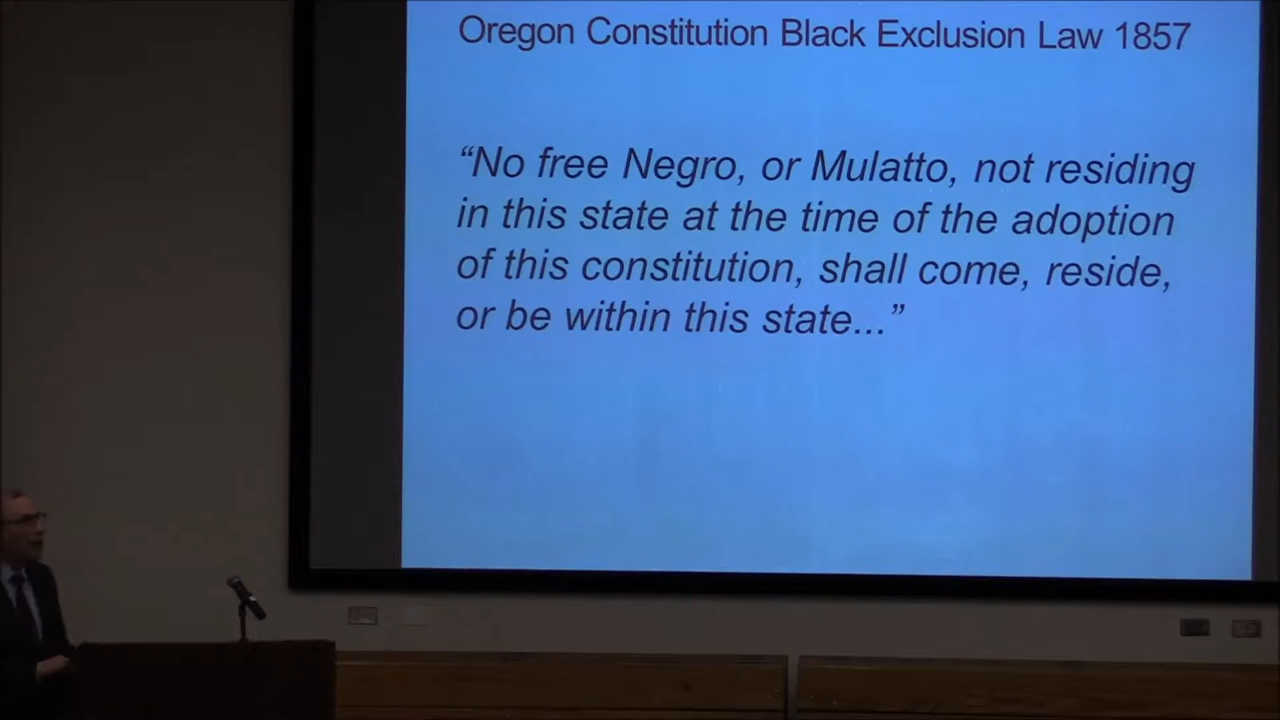 Oregon Constitution Black Exclusion Law 1857
“No free Negro, or Mulatto, not residing
in this state at the time of the adoption
of this constitution, shall come, reside,
or be within this state...”